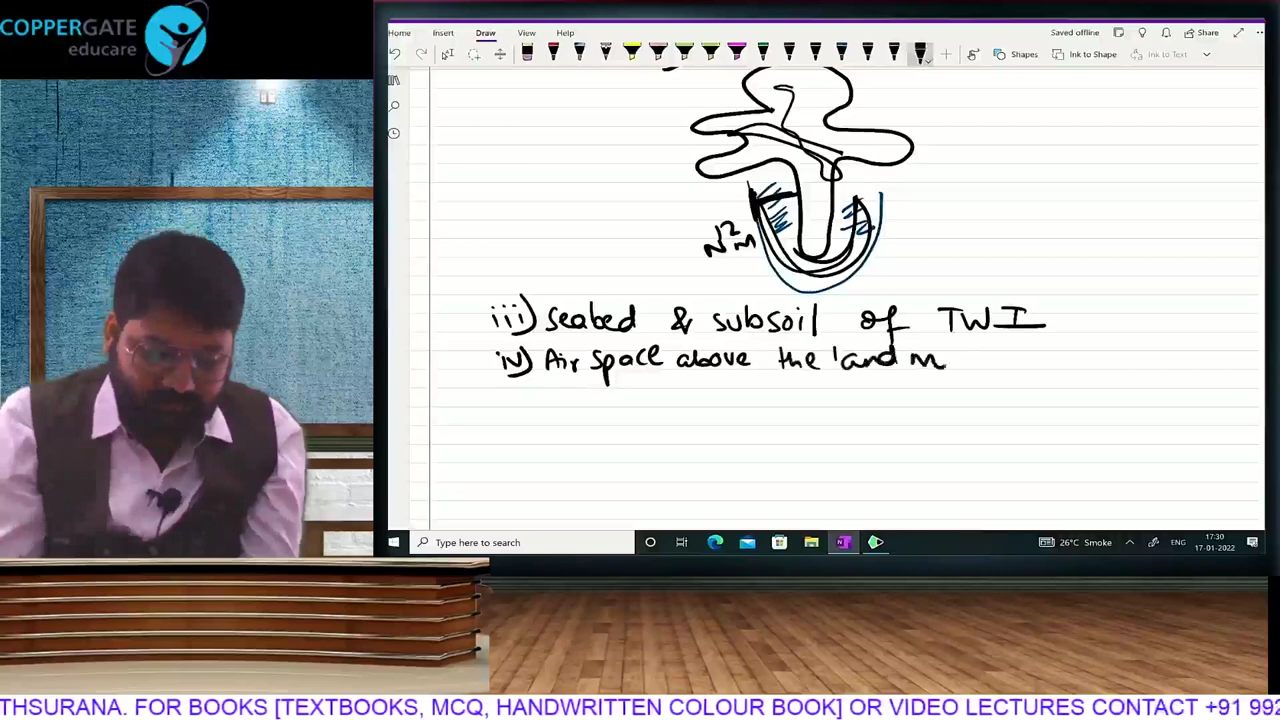 COPPERGATE
educare
Home Insert Draw View Help
Saved offline
Share
Shapes
Ink to Shape
Ink to Text
iii) Seabed & subsoil of TWI
iv) Air space above the land m
Type here to search
26°C Smoke
ENG
17:30
17-01-2022
THSURANA. FOR BOOKS [TEXTBOOKS, MCQ, HANDWRITTEN COLOUR BOOK] OR VIDEO LECTURES CONTACT +91 992